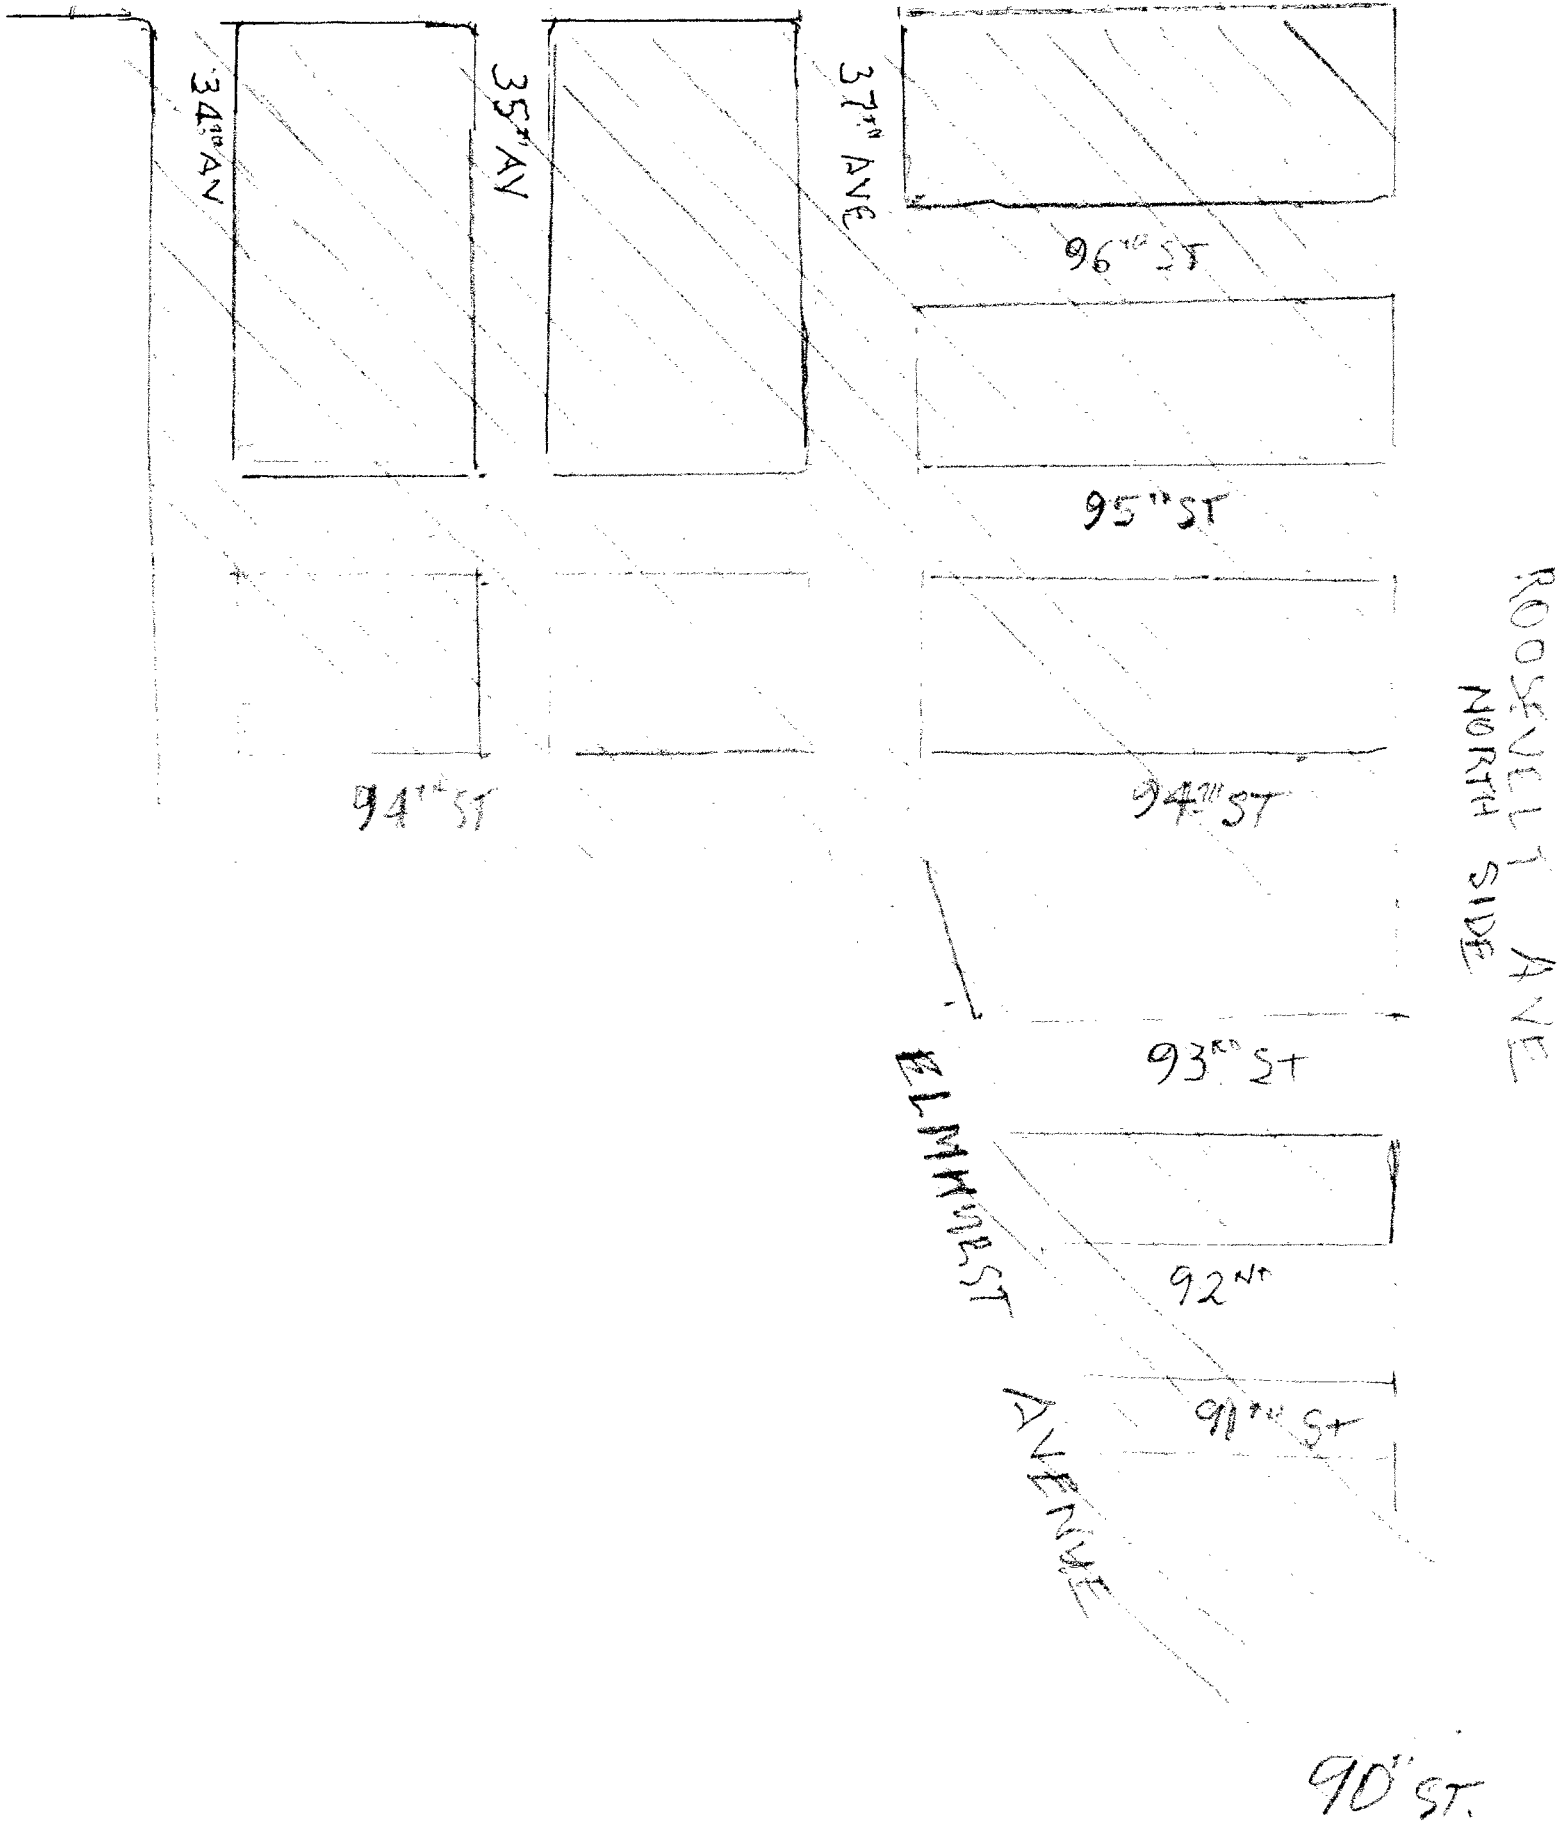 34TH AV
35TH AV
37TH AVE
96TH ST
95TH ST
ROOSEVELT AVE
NORTH SIDE
94TH ST
94TH ST
93RD ST
ELMHURST AVENUE
92ND
91TH ST
90TH ST.